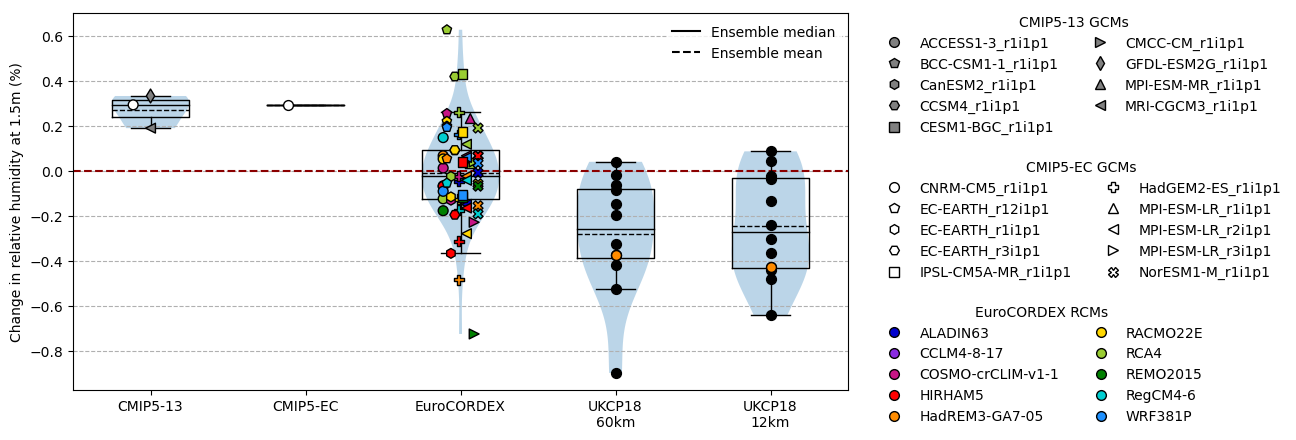 Change in relative humidity at 1.5m (%)
0.6
0.4
0.2
0.0
−0.2
−0.4
−0.6
−0.8
Ensemble median
Ensemble mean
CMIP5-13
CMIP5-EC
EuroCORDEX
UKCP18
60km
UKCP18
12km
CMIP5-13 GCMs
ACCESS1-3_r1i1p1
BCC-CSM1-1_r1i1p1
CanESM2_r1i1p1
CCSM4_r1i1p1
CESM1-BGC_r1i1p1
CMCC-CM_r1i1p1
GFDL-ESM2G_r1i1p1
MPI-ESM-MR_r1i1p1
MRI-CGCM3_r1i1p1
CMIP5-EC GCMs
CNRM-CM5_r1i1p1
EC-EARTH_r12i1p1
EC-EARTH_r1i1p1
EC-EARTH_r3i1p1
IPSL-CM5A-MR_r1i1p1
HadGEM2-ES_r1i1p1
MPI-ESM-LR_r1i1p1
MPI-ESM-LR_r2i1p1
MPI-ESM-LR_r3i1p1
NorESM1-M_r1i1p1
EuroCORDEX RCMs
ALADIN63
CCLM4-8-17
COSMO-crCLIM-v1-1
HIRHAM5
HadREM3-GA7-05
RACMO22E
RCA4
REMO2015
RegCM4-6
WRF381P